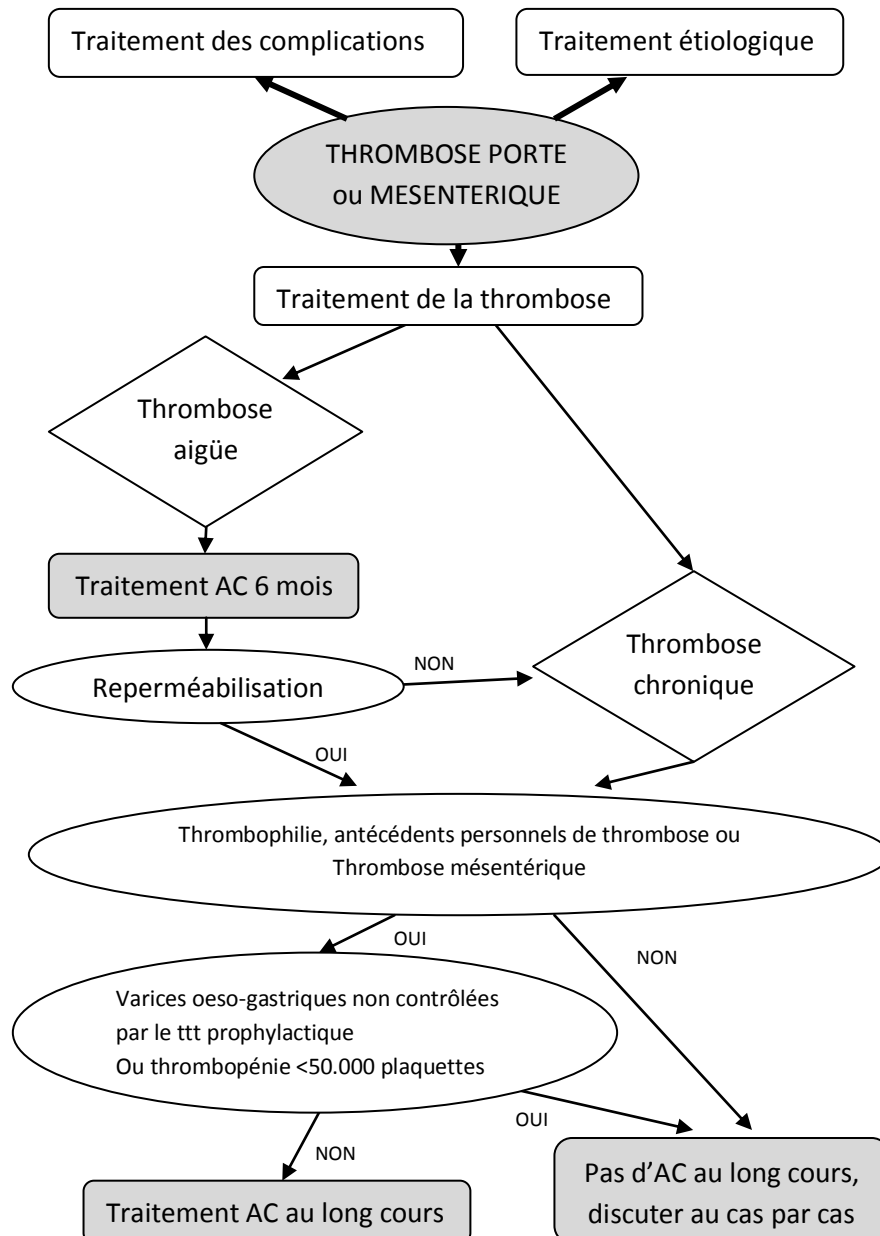 Traitement des complications
Traitement étiologique
THROMBOSE PORTE
ou MESENTERIQUE
Traitement de la thrombose
Thrombose
aigüe
Traitement AC 6 mois
Thrombose
chronique
NON
Reperméabilisation
OUI
Thrombophilie, antécédents personnels de thrombose ou
Thrombose mésentérique
OUI
NON
Varices oeso-gastriques non contrôlées
par le ttt prophylactique
Ou thrombopénie <50.000 plaquettes
OUI
NON
Pas d’AC au long cours,
discuter au cas par cas
Traitement AC au long cours